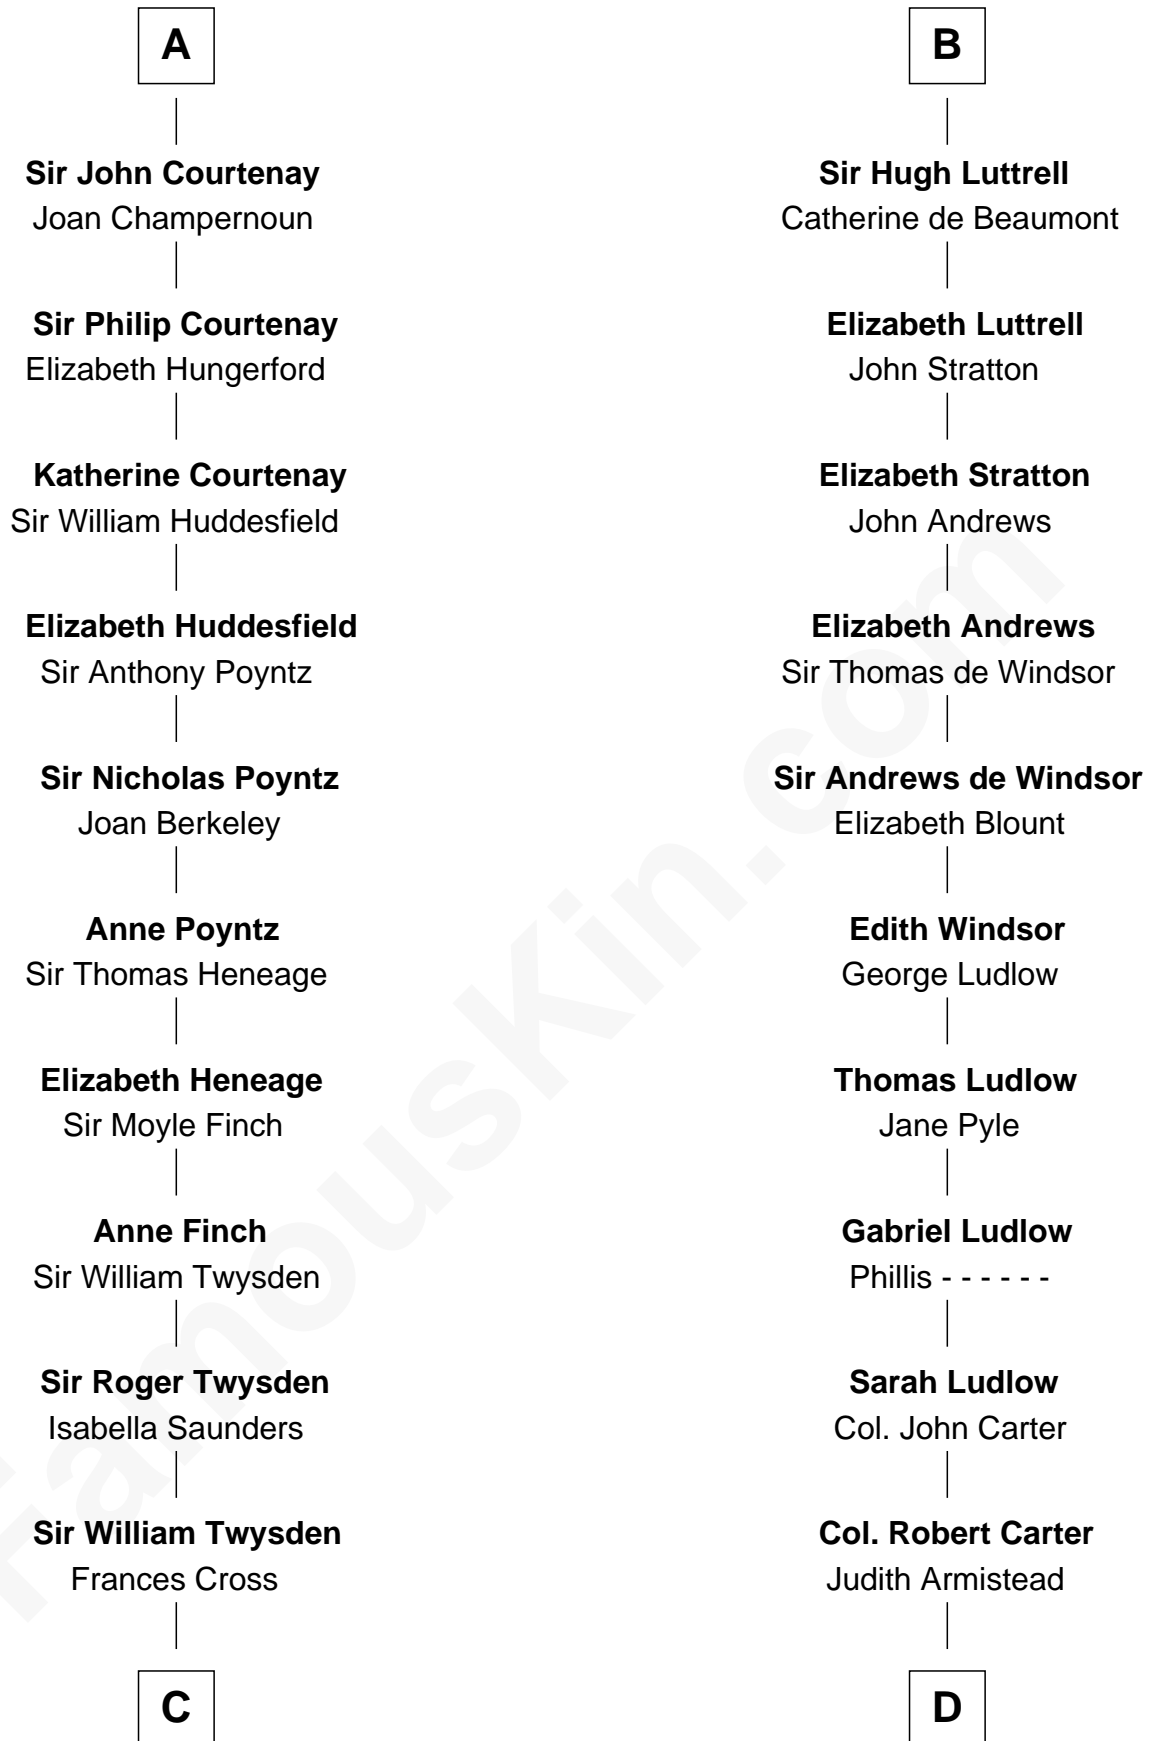 A
Sir John Courtenay
Joan Champernoun
Sir Philip Courtenay
Elizabeth Hungerford
Katherine Courtenay
Sir William Huddesfield
Elizabeth Huddesfield
Sir Anthony Poyntz
Sir Nicholas Poyntz
Joan Berkeley
Anne Poyntz
Sir Thomas Heneage
Elizabeth Heneage
Sir Moyle Finch
Anne Finch
Sir William Twysden
Sir Roger Twysden
Isabella Saunders
Sir William Twysden
Frances Cross
C
B
Sir Hugh Luttrell
Catherine de Beaumont
Elizabeth Luttrell
John Stratton
Elizabeth Stratton
John Andrews
Elizabeth Andrews
Sir Thomas de Windsor
Sir Andrews de Windsor
Elizabeth Blount
Edith Windsor
George Ludlow
Thomas Ludlow
Jane Pyle
Gabriel Ludlow
Phillis - - - - - -
Sarah Ludlow
Col. John Carter
Col. Robert Carter
Judith Armistead
D
FamousKin.com